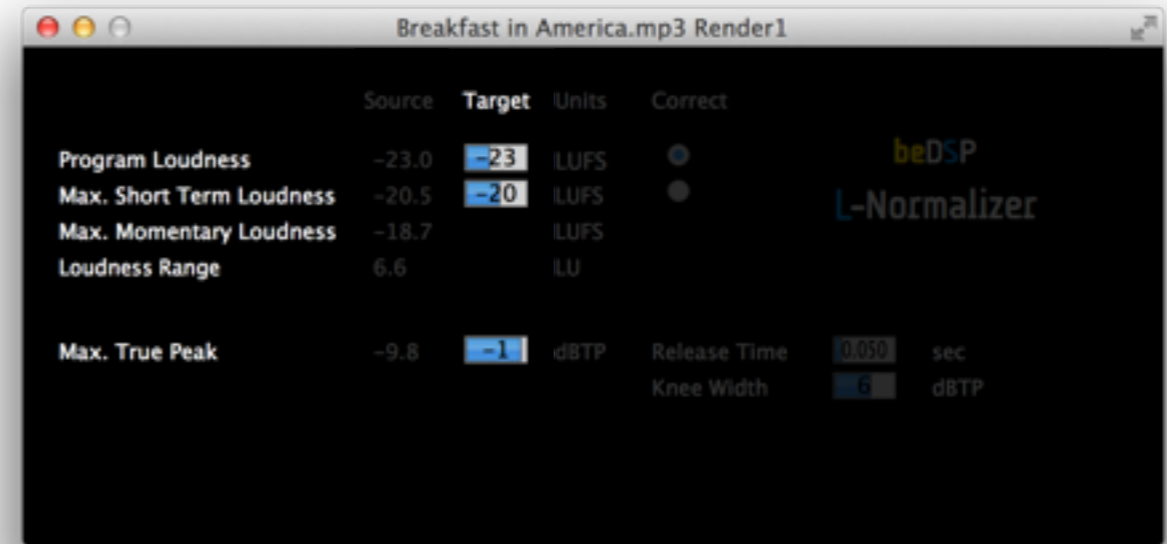 Breakfast in America.mp3 Render1
Source Target Units Correct
Program Loudness -23.0 -23 LUFS
Max. Short Term Loudness -20.5 -20 LUFS
Max. Momentary Loudness -18.7 LUFS
Loudness Range 6.6 LU
beDSP
L-Normalizer
Max. True Peak -9.8 -1 dBTP Release Time 0.050 sec
Knee Width 6 dBTP